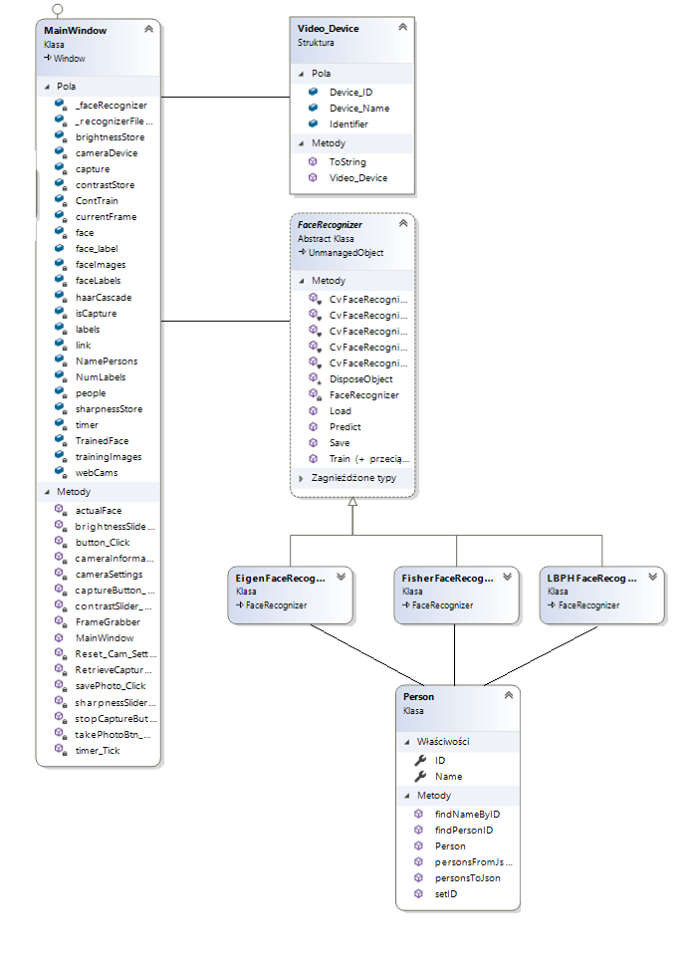 MainWindow
Klasa
Window
Pola
_faceRecognizer
_recognizerFile...
brightnessStore
cameraDevice
capture
contrastStore
ContTrain
currentFrame
face
face_label
faceImages
faceLabels
haarCascade
isCapture
labels
link
NamePersons
NumLabels
people
sharpnessStore
timer
TrainedFace
trainingImages
webCams
Metody
actualFace
brightnessSlide...
button_Click
cameraInforma...
cameraSettings
captureButton_...
contrastSlider_...
FrameGrabber
MainWindow
Reset_Cam_Sett...
RetrieveCaptur...
savePhoto_Click
sharpnessSlider...
stopCaptureBut...
takePhotoBtn_...
timer_Tick
Video_Device
Struktura
Pola
Device_ID
Device_Name
Identifier
Metody
ToString
Video_Device
FaceRecognizer
Abstract Klasa
UnmanagedObject
Metody
CvFaceRecogni...
CvFaceRecogni...
CvFaceRecogni...
CvFaceRecogni...
CvFaceRecogni...
DisposeObject
FaceRecognizer
Load
Predict
Save
Train (+ przecią...
Zagnieżdżone typy
EigenFaceRecog...
Klasa
FaceRecognizer
FisherFaceRecog...
Klasa
FaceRecognizer
LBPHFaceRecog...
Klasa
FaceRecognizer
Person
Klasa
Właściwości
ID
Name
Metody
findNameByID
findPersonID
Person
personsFromJs...
personsToJson
setID